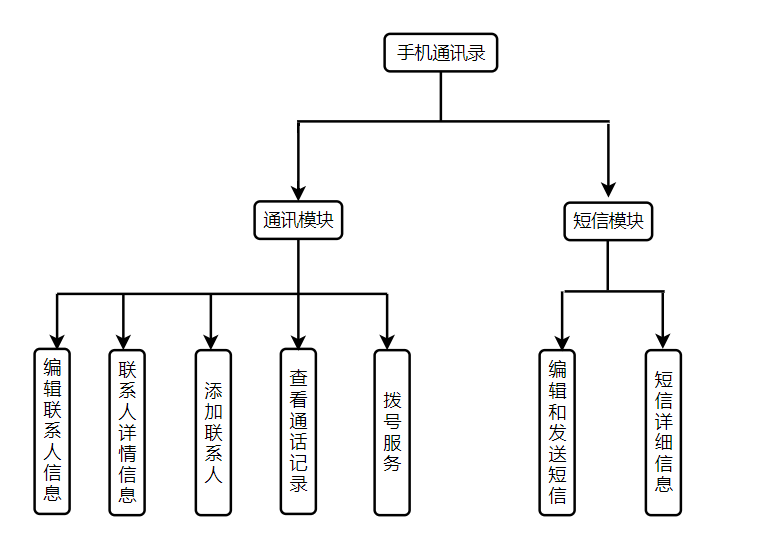 手机通讯录
通讯模块
短信模块
编辑联系人信息
联系人详情信息
添加联系人
查看通话记录
拨号服务
编辑和发送短信
短信详细信息